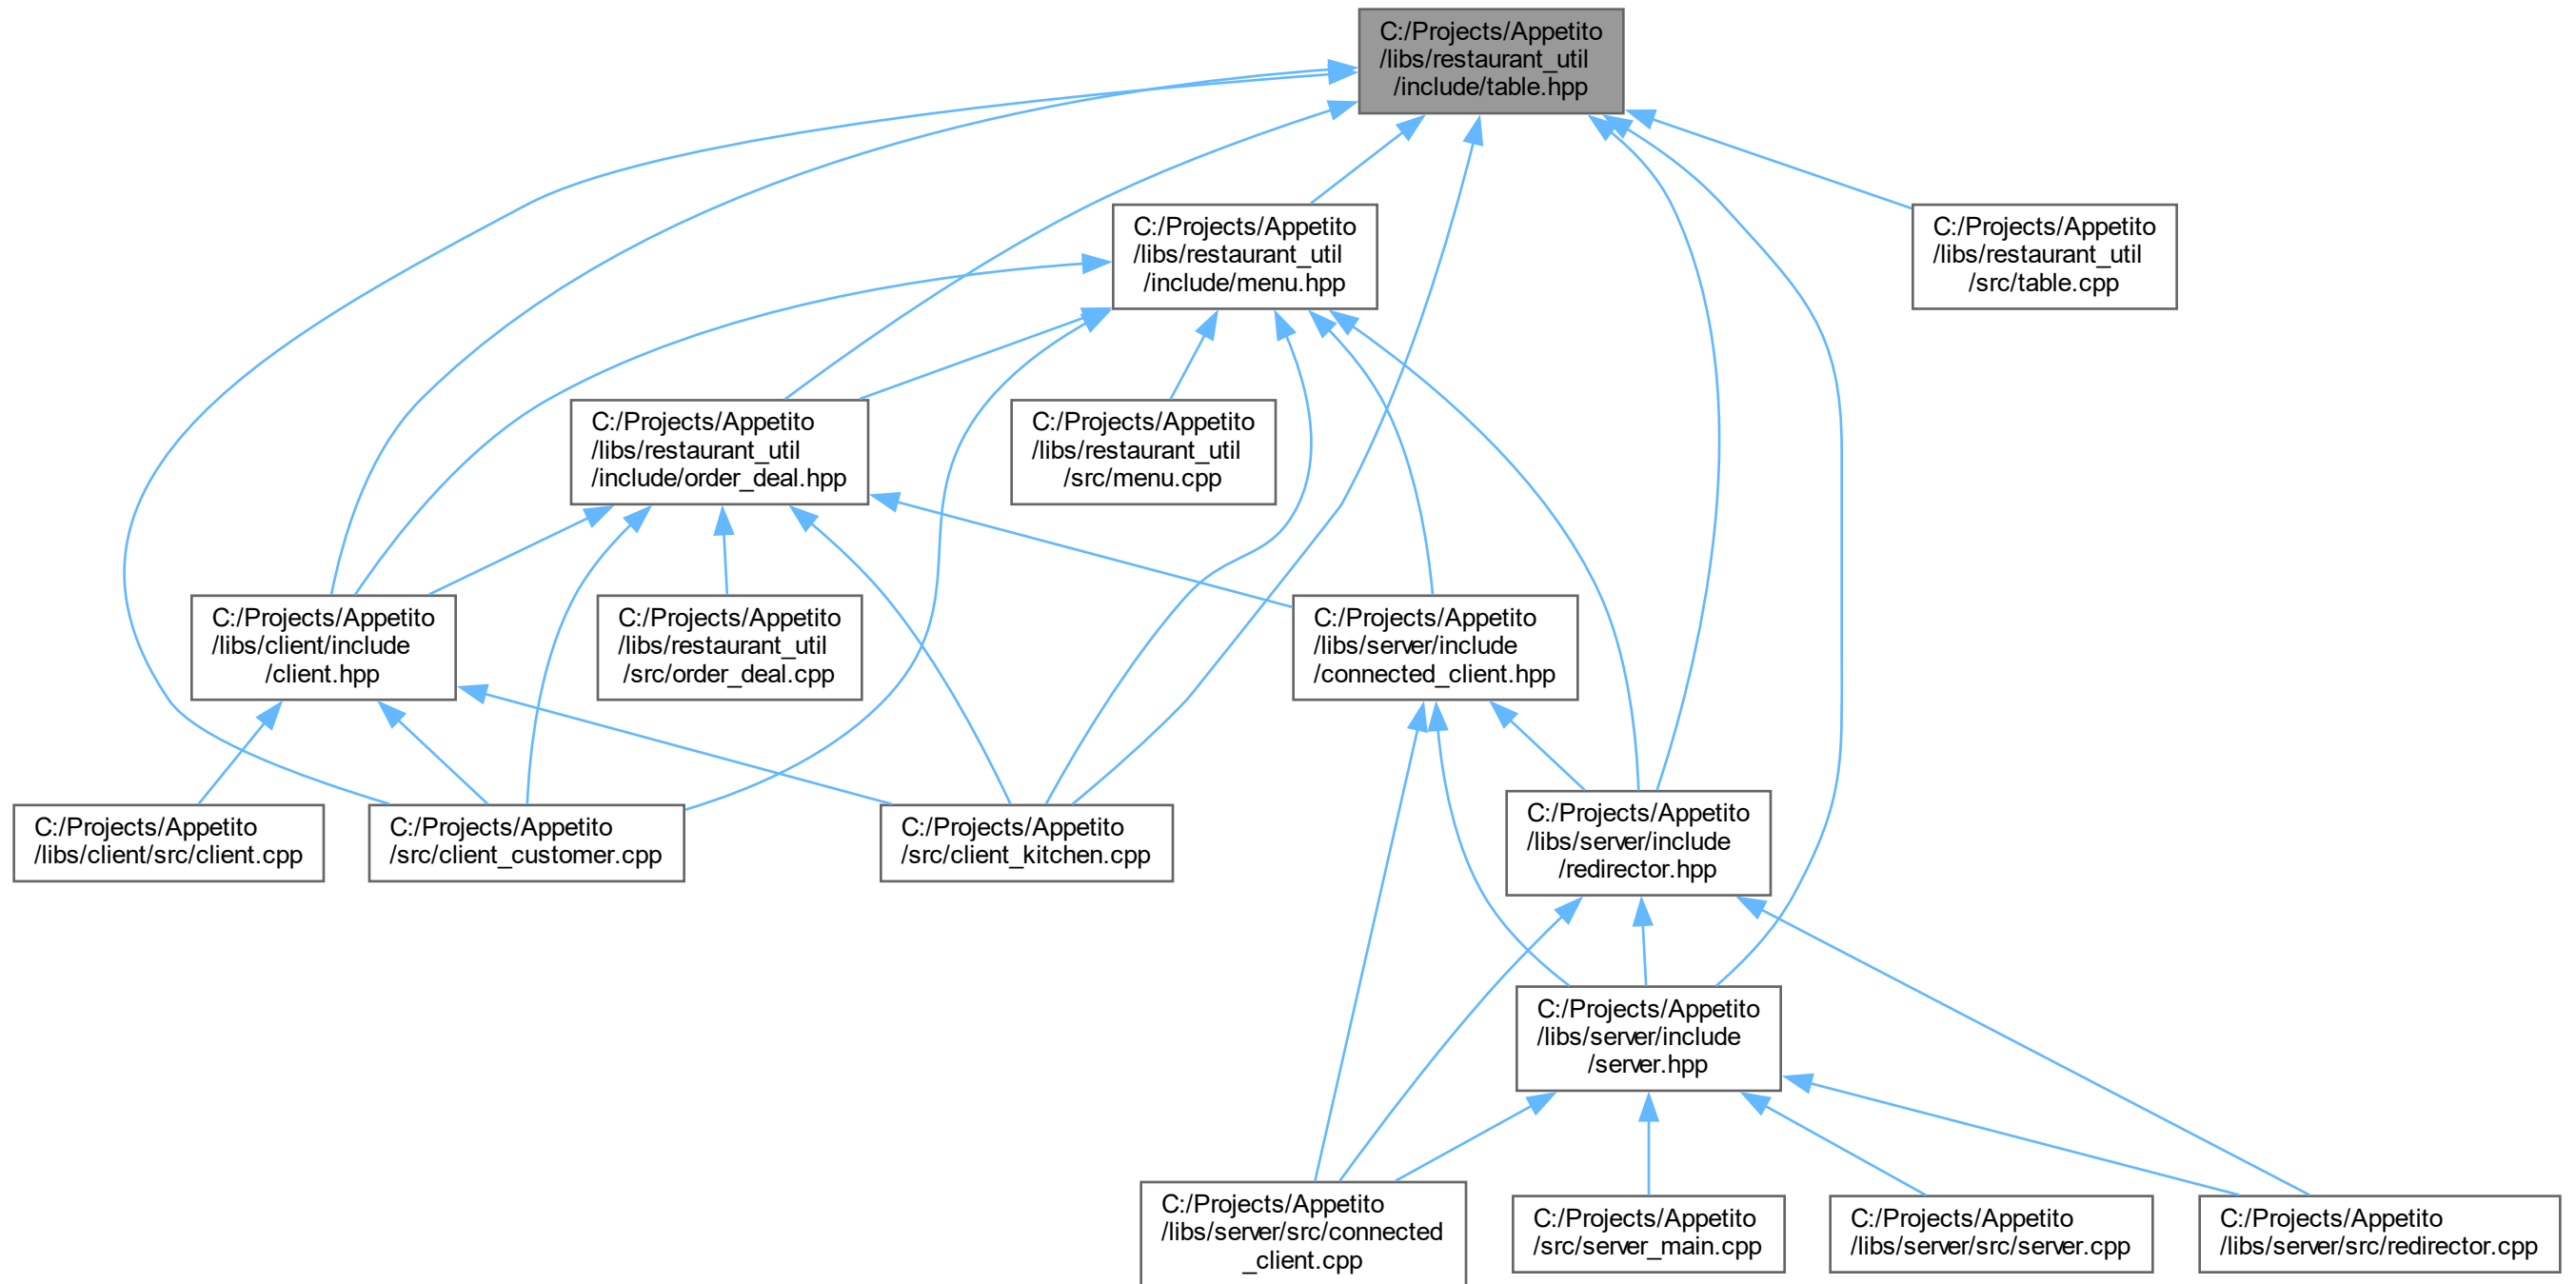 C:/Projects/Appetito
/libs/restaurant_util
/include/table.hpp
C:/Projects/Appetito
/libs/restaurant_util
/include/menu.hpp
C:/Projects/Appetito
/libs/restaurant_util
/src/table.cpp
C:/Projects/Appetito
/libs/restaurant_util
/include/order_deal.hpp
C:/Projects/Appetito
/libs/restaurant_util
/src/menu.cpp
C:/Projects/Appetito
/libs/client/include
/client.hpp
C:/Projects/Appetito
/libs/restaurant_util
/src/order_deal.cpp
C:/Projects/Appetito
/libs/server/include
/connected_client.hpp
C:/Projects/Appetito
/libs/client/src/client.cpp
C:/Projects/Appetito
/src/client_customer.cpp
C:/Projects/Appetito
/src/client_kitchen.cpp
C:/Projects/Appetito
/libs/server/include
/redirector.hpp
C:/Projects/Appetito
/libs/server/include
/server.hpp
C:/Projects/Appetito
/libs/server/src/connected
_client.cpp
C:/Projects/Appetito
/src/server_main.cpp
C:/Projects/Appetito
/libs/server/src/server.cpp
C:/Projects/Appetito
/libs/server/src/redirector.cpp